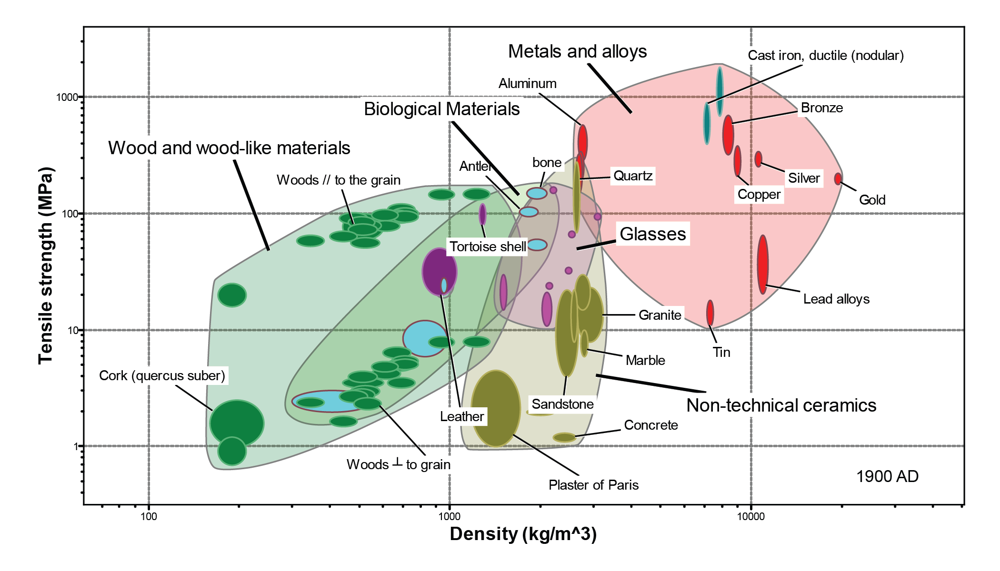 Metals and alloys
Cast iron, ductile (nodular)
Aluminum
1000
Biological Materials
Bronze
Wood and wood-like materials
Antler
bone
Woods // to the grain
Quartz
Silver
Copper
Gold
100
Glasses
Tortoise shell
Lead alloys
Granite
10
Tin
Marble
Cork (quercus suber)
Sandstone
Non-technical ceramics
Leather
Concrete
1
Woods ⊥ to grain
Plaster of Paris
1900 AD
Tensile strength (MPa)
100
1000
10000
Density (kg/m^3)